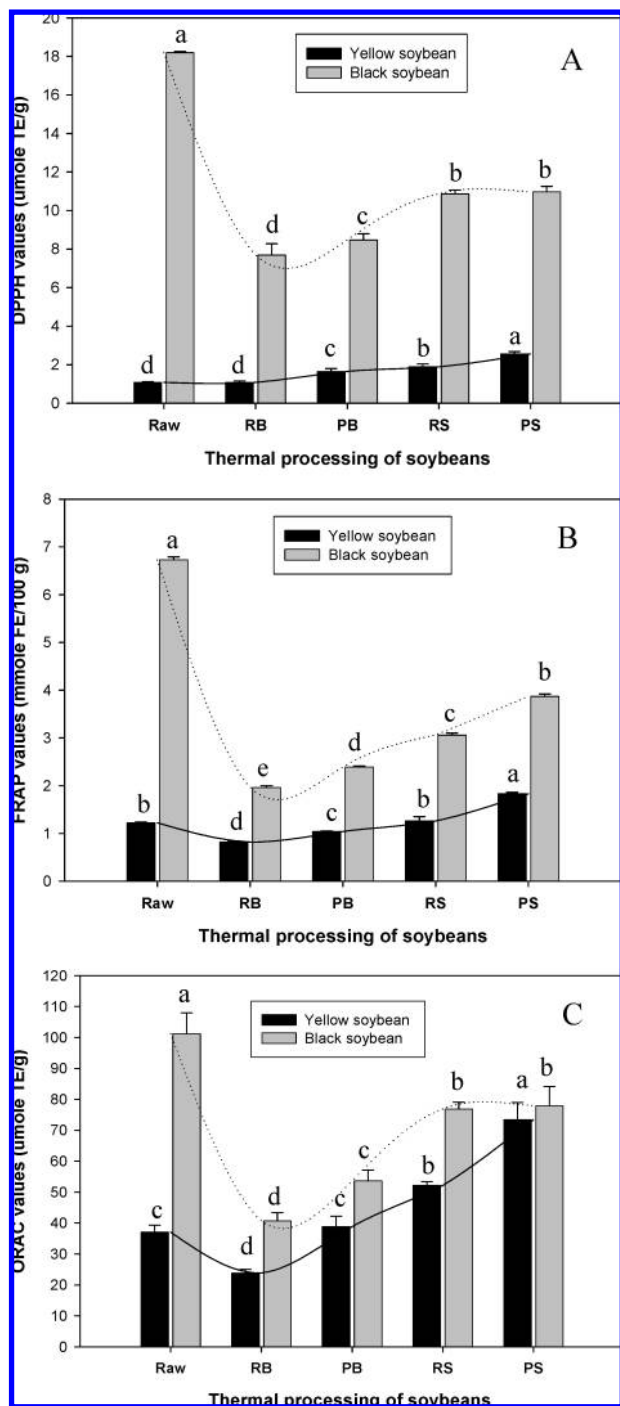 20
18
16
14
12
10
8
6
4
2
0
DPPH values (umole TE/g)
Yellow soybean
Black soybean
A
a
d
d
d
c
c
b
b
a
b
Raw RB PB RS PS
Thermal processing of soybeans
8
7
6
5
4
3
2
1
0
FRAP values (mmole FE/100 g)
Yellow soybean
Black soybean
B
b
a
d
e
c
d
b
c
a
b
Raw RB PB RS PS
Thermal processing of soybeans
120
110
100
90
80
70
60
50
40
30
20
10
0
ORAC values (umole TE/g)
Yellow soybean
Black soybean
C
c
a
d
d
c
c
b
b
a
b
Raw RB PB RS PS
Thermal processing of soybeans